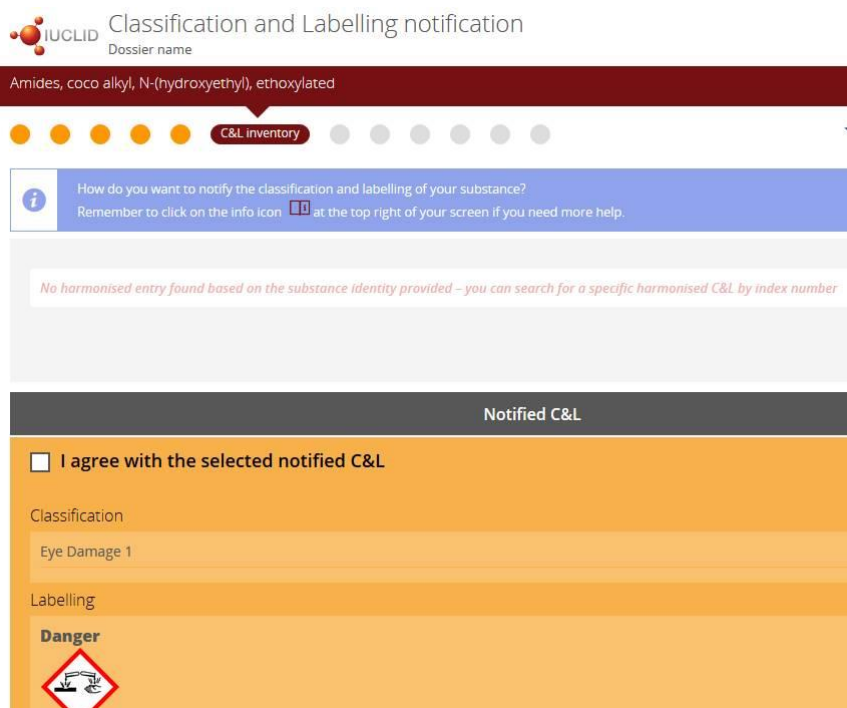 IUCLID
Classification and Labelling notification
Dossier name
Amides, coco alkyl, N-(hydroxyethyl), ethoxylated
C&L inventory
How do you want to notify the classification and labelling of your substance?
Remember to click on the info icon at the top right of your screen if you need more help.
No harmonised entry found based on the substance identity provided – you can search for a specific harmonised C&L by index number
Notified C&L
I agree with the selected notified C&L
Classification
Eye Damage 1
Labelling
Danger